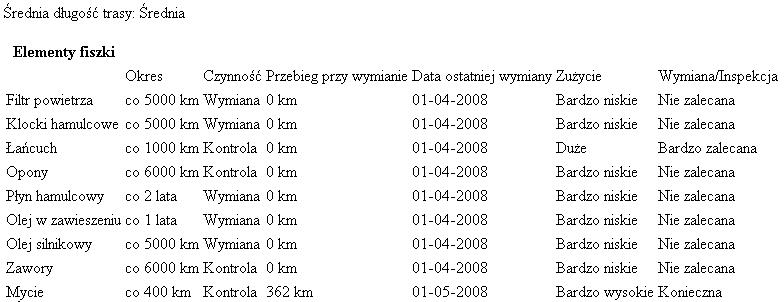 Średnia długość trasy: Średnia
Elementy fiszki
Okres Czynność Przebieg przy wymianie Data ostatniej wymiany Zużycie Wymiana/Inspekcja
Filtr powietrza co 5000 km Wymiana 0 km 01-04-2008 Bardzo niskie Nie zalecana
Klocki hamulcowe co 5000 km Wymiana 0 km 01-04-2008 Bardzo niskie Nie zalecana
Łańcuch co 1000 km Kontrola 0 km 01-04-2008 Duże Bardzo zalecana
Opony co 6000 km Kontrola 0 km 01-04-2008 Bardzo niskie Nie zalecana
Płyn hamulcowy co 2 lata Wymiana 0 km 01-04-2008 Bardzo niskie Nie zalecana
Olej w zawieszeniu co 1 lata Wymiana 0 km 01-04-2008 Bardzo niskie Nie zalecana
Olej silnikowy co 5000 km Wymiana 0 km 01-04-2008 Bardzo niskie Nie zalecana
Zawory co 6000 km Kontrola 0 km 01-04-2008 Bardzo niskie Nie zalecana
Mycie co 400 km Kontrola 362 km 01-05-2008 Bardzo wysokie Konieczna